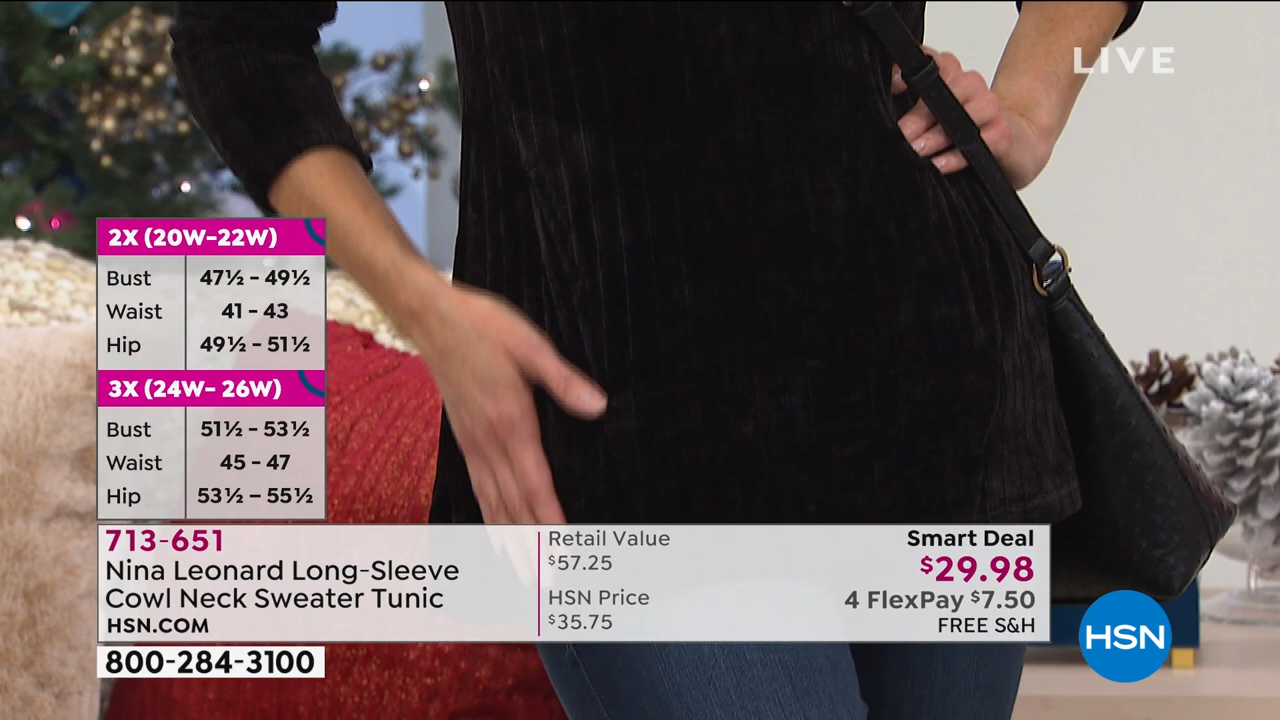 LIVE
2X (20W-22W)
Bust 47½ - 49½
Waist 41 - 43
Hip 49½ - 51½
3X (24W- 26W)
Bust 51½ - 53½
Waist 45 - 47
Hip 53½ - 55½
713-651
Nina Leonard Long-Sleeve
Cowl Neck Sweater Tunic
HSN.COM
Retail Value
$57.25
HSN Price
$35.75
Smart Deal
$29.98
4 FlexPay $7.50
FREE S&H
HSN
800-284-3100